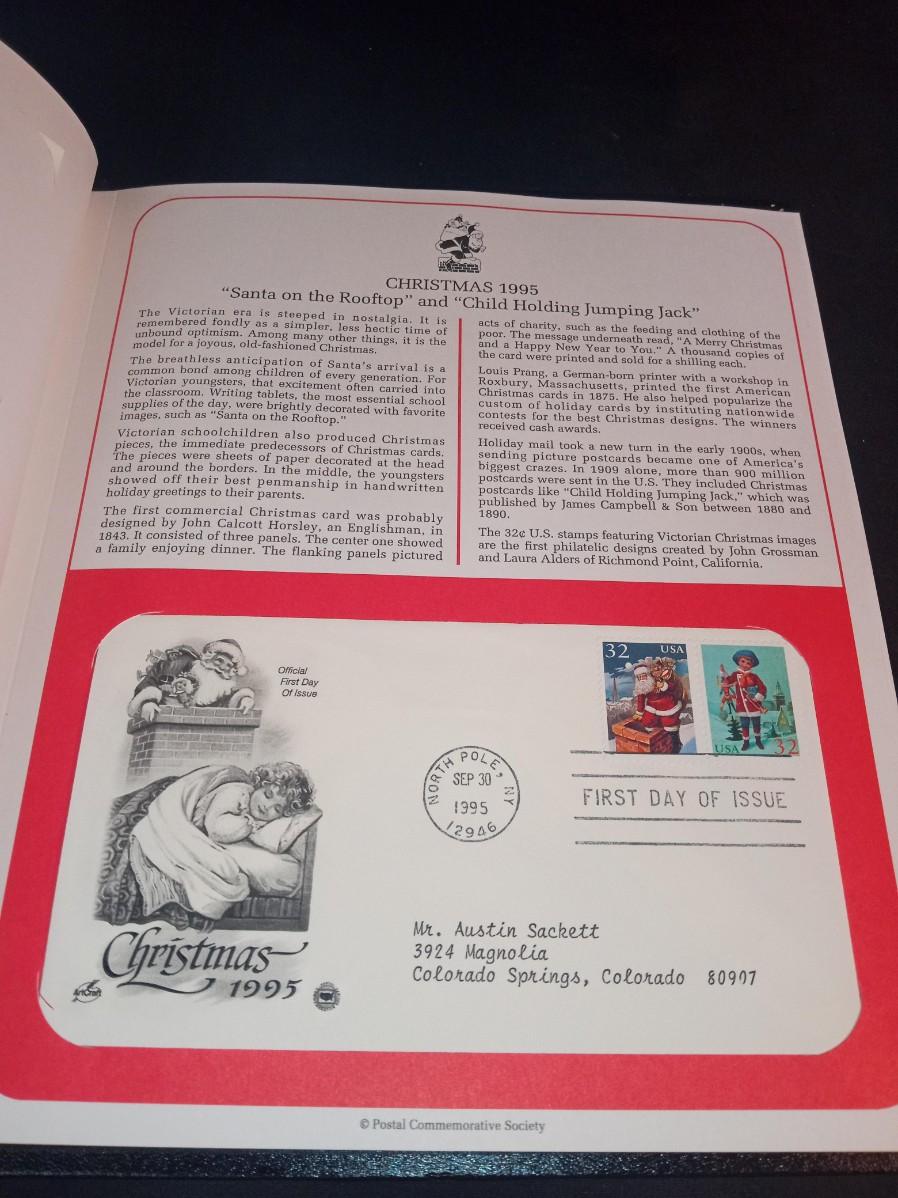 CHRISTMAS 1995
“Santa on the Rooftop” and “Child Holding Jumping Jack”
The Victorian era is steeped in nostalgia. It is
remembered fondly as a simpler, less hectic time of
unbound optimism. Among many other things, it is the
model for a joyous, old-fashioned Christmas.
The breathless anticipation of Santa's arrival is a
common bond among children of every generation. For
Victorian youngsters, that excitement often carried into
the classroom. Writing tablets, the most essential school
supplies of the day, were brightly decorated with favorite
images, such as “Santa on the Rooftop.”
Victorian schoolchildren also produced Christmas
pieces, the immediate predecessors of Christmas cards.
The pieces were sheets of paper decorated at the head
and around the borders. In the middle, the youngsters
showed off their best penmanship in handwritten
holiday greetings to their parents.
The first commercial Christmas card was probably
designed by John Calcott Horsley, an Englishman, in
1843. It consisted of three panels. The center one showed
a family enjoying dinner. The flanking panels pictured
acts of charity, such as the feeding and clothing of the
poor. The message underneath read, “A Merry Christmas
and a Happy New Year to You.” A thousand copies of
the card were printed and sold for a shilling each.
Louis Prang, a German-born printer with a workshop in
Roxbury, Massachusetts, printed the first American
Christmas cards in 1875. He also helped popularize the
custom of holiday cards by instituting nationwide
contests for the best Christmas designs. The winners
received cash awards.
Holiday mail took a new turn in the early 1900s, when
sending picture postcards became one of America's
biggest crazes. In 1909 alone, more than 900 million
postcards were sent in the U.S. They included Christmas
postcards like “Child Holding Jumping Jack,” which was
published by James Campbell & Son between 1880 and
1890.
The 32¢ U.S. stamps featuring Victorian Christmas images
are the first philatelic designs created by John Grossman
and Laura Alders of Richmond Point, California.
Official
First Day
Of Issue
32 USA
USA 32
NORTH POLE, NY
SEP 30
1995
12946
FIRST DAY OF ISSUE
Mr. Austin Sackett
3924 Magnolia
Colorado Springs, Colorado 80907
Christmas
1995
ArtCraft
© Postal Commemorative Society